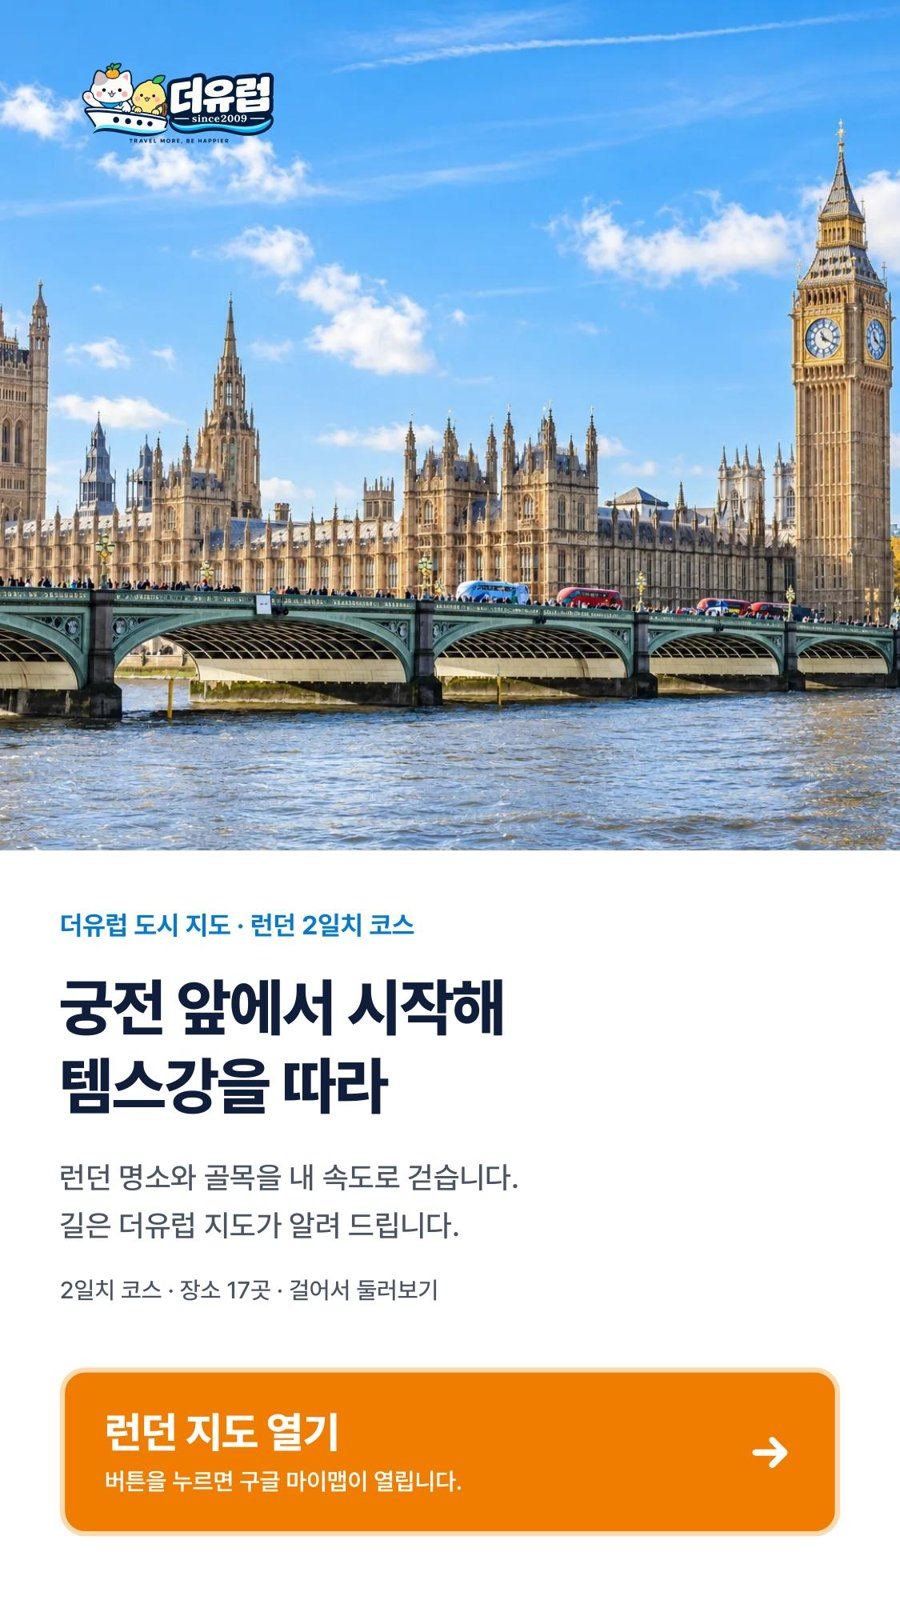 더유럽
since2009
TRAVEL MORE, BE HAPPIER
더유럽 도시 지도 · 런던 2일치 코스
궁전 앞에서 시작해
템스강을 따라
런던 명소와 골목을 내 속도로 걷습니다.
길은 더유럽 지도가 알려 드립니다.
2일치 코스 · 장소 17곳 · 걸어서 둘러보기
런던 지도 열기
버튼을 누르면 구글 마이맵이 열립니다.